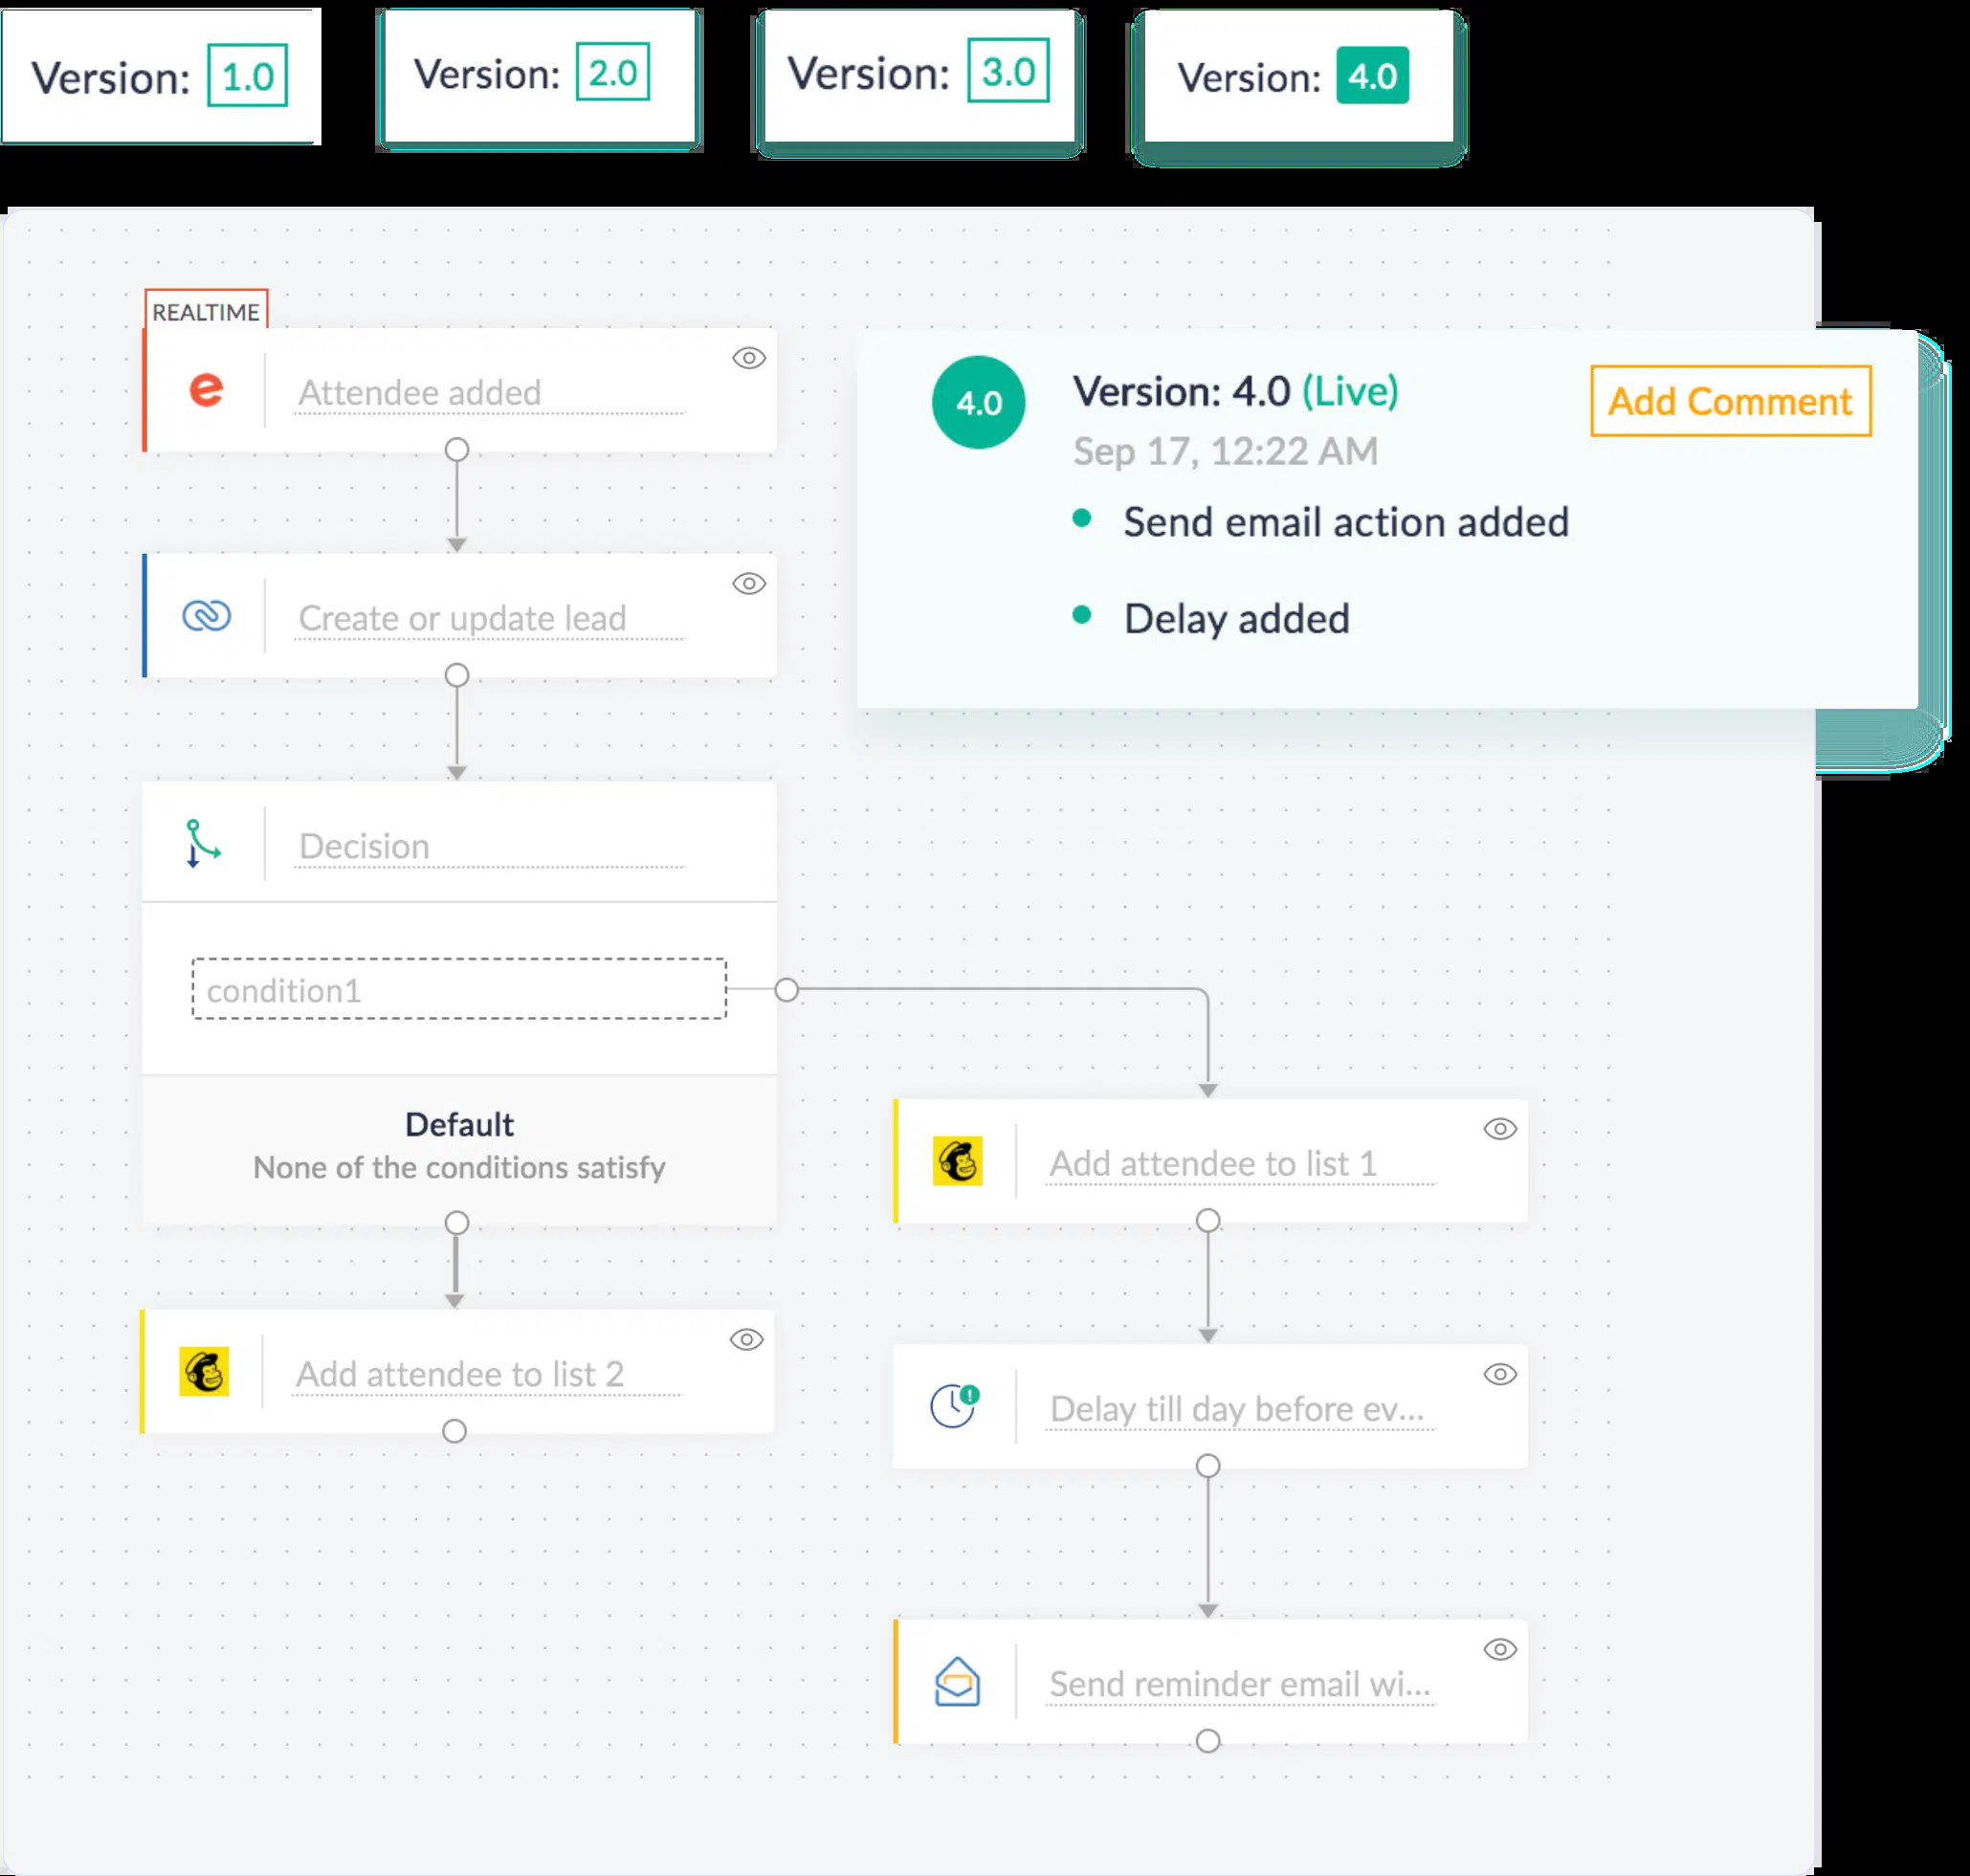 Version: 1.0
Version: 2.0
Version: 3.0
Version: 4.0
REALTIME
Attendee added
4.0
Version: 4.0 (Live)
Add Comment
Sep 17, 12:22 AM
Send email action added
Delay added
Create or update lead
Decision
condition1
Default
None of the conditions satisfy
Add attendee to list 2
Add attendee to list 1
Delay till day before ev...
Send reminder email wi...